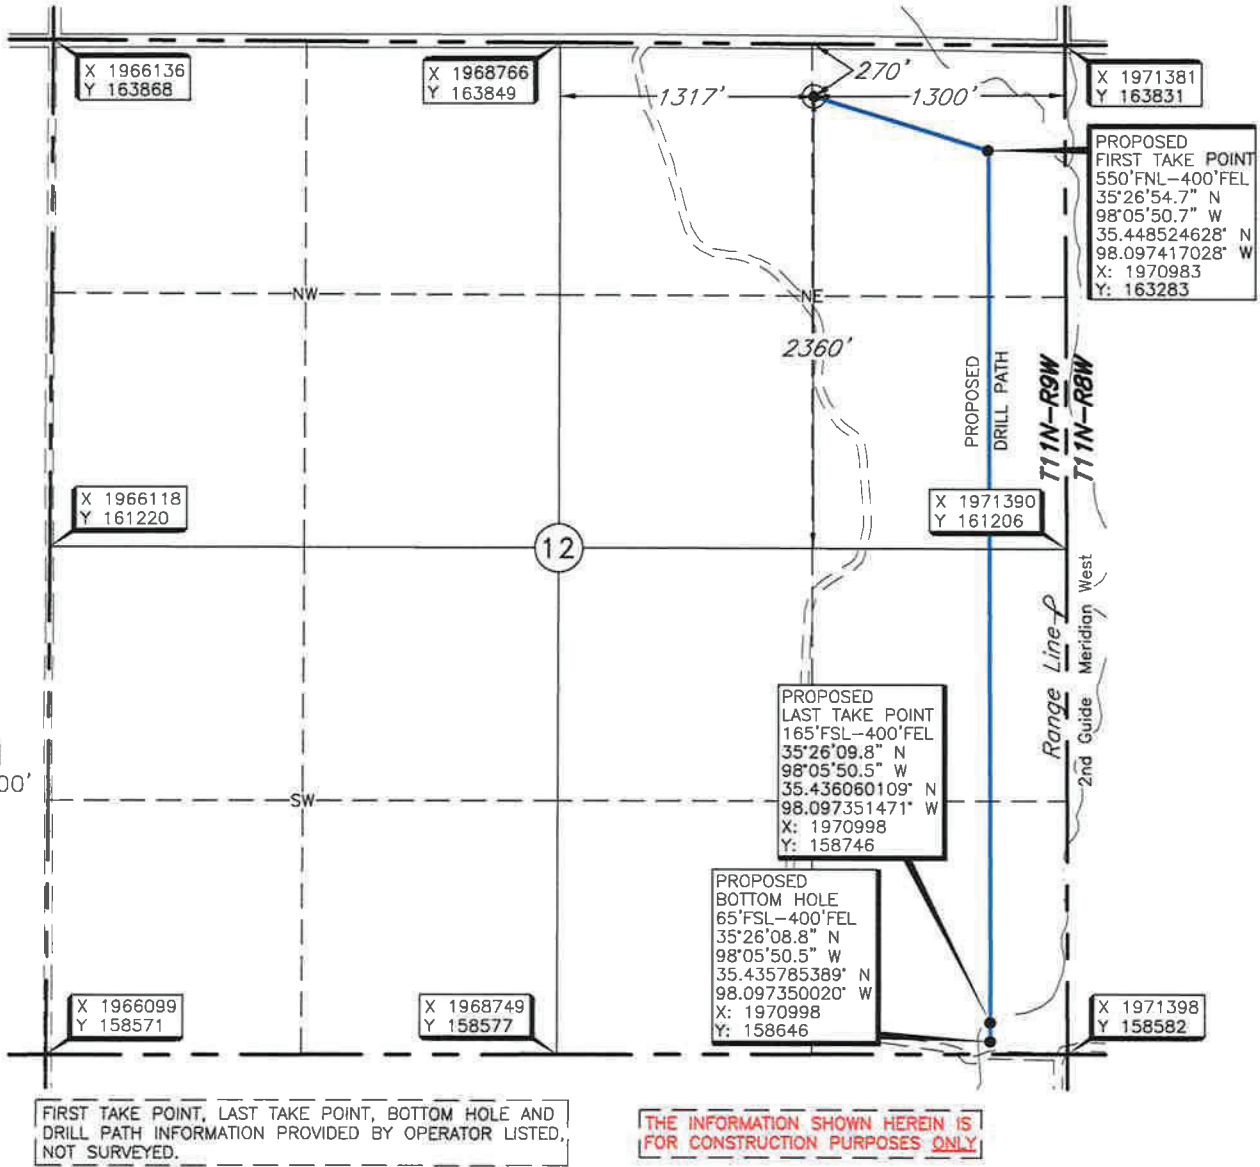 X 1966136
Y 163868
X 1968766
Y 163849
270'
1317'
1300'
X 1971381
Y 163831
PROPOSED
FIRST TAKE POINT
550'FNL-400'FEL
35°26'54.7" N
98°05'50.7" W
35.448524628° N
98.097417028° W
X: 1970983
Y: 163283
NW
NE
2360'
PROPOSED
DRILL PATH
T11N-R9W
T11N-R8W
X 1966118
Y 161220
12
X 1971390
Y 161206
Range Line
2nd Guide Meridian West
PROPOSED
LAST TAKE POINT
165'FSL-400'FEL
35°26'09.8" N
98°05'50.5" W
35.436060109° N
98.097351471° W
X: 1970998
Y: 158746
00'
SW
PROPOSED
BOTTOM HOLE
65'FSL-400'FEL
35°26'08.8" N
98°05'50.5" W
35.435785389° N
98.097350020° W
X: 1970998
Y: 158646
X 1966099
Y 158571
X 1968749
Y 158577
X 1971398
Y 158582
FIRST TAKE POINT, LAST TAKE POINT, BOTTOM HOLE AND
DRILL PATH INFORMATION PROVIDED BY OPERATOR LISTED,
NOT SURVEYED.
THE INFORMATION SHOWN HEREIN IS
FOR CONSTRUCTION PURPOSES ONLY